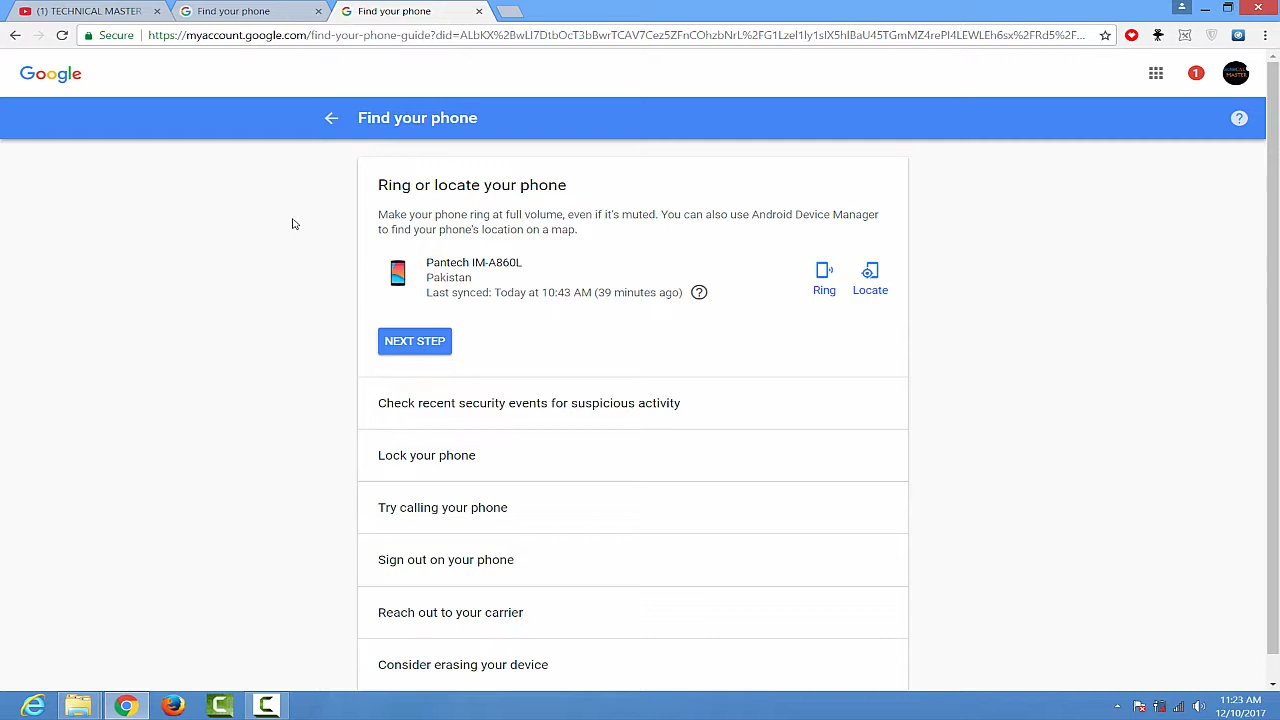 (1) TECHNICAL MASTER
Find your phone
Find your phone
Secure
https://myaccount.google.com/find-your-phone-guide?did=
Google
1
Find your phone
Ring or locate your phone
Make your phone ring at full volume, even if it's muted. You can also use Android Device Manager
to find your phone's location on a map.
Pantech IM-A860L
Pakistan
Last synced: Today at 10:43 AM (39 minutes ago)
Ring
Locate
NEXT STEP
Check recent security events for suspicious activity
Lock your phone
Try calling your phone
Sign out on your phone
Reach out to your carrier
Consider erasing your device
11:23 AM
12/10/2017